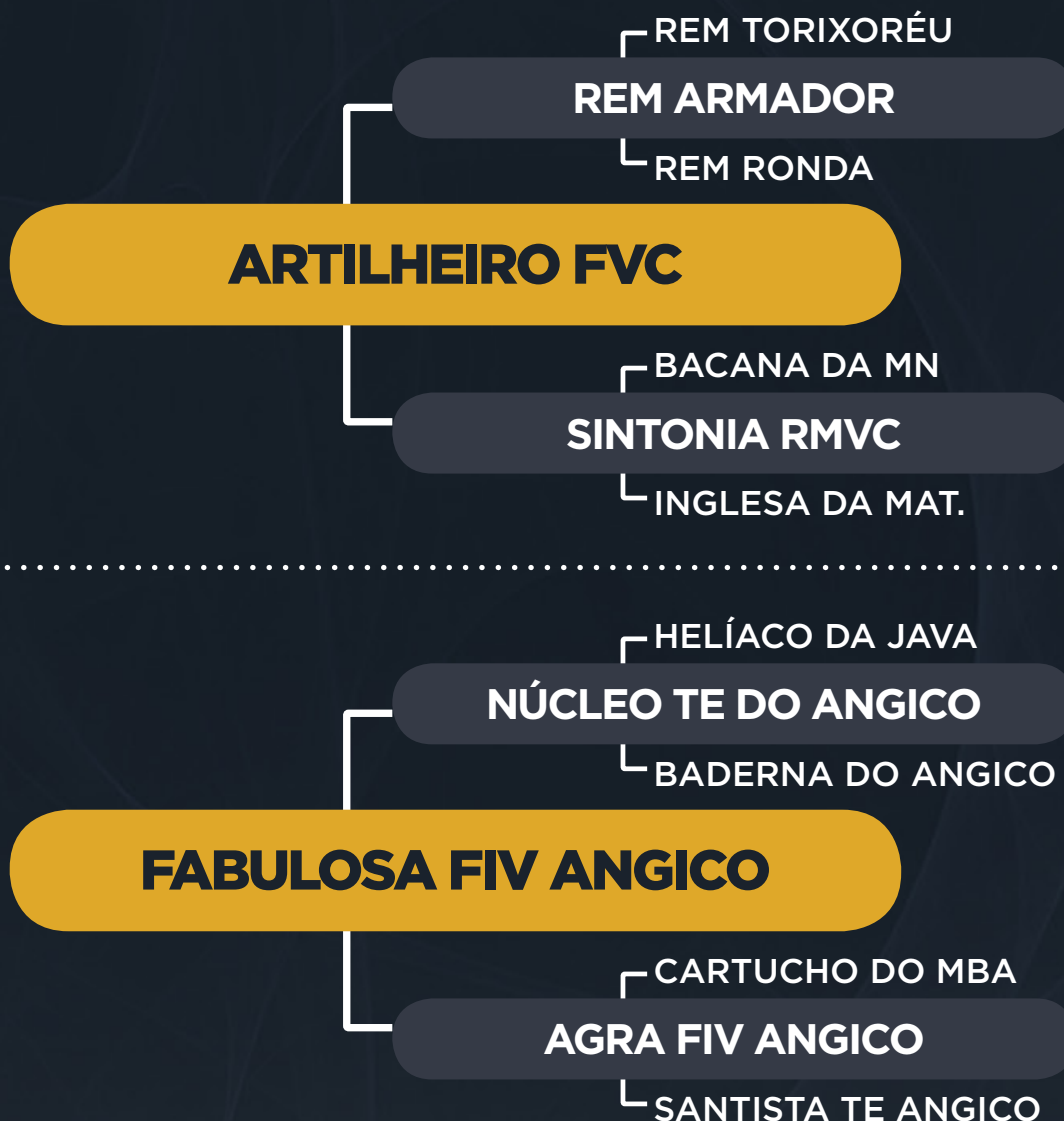 REM TORIXORÉU
REM ARMADOR
REM RONDA
ARTILHEIRO FVC
BACANA DA MN
SINTONIA RMVC
INGLESA DA MAT.
HELÍACO DA JAVA
NÚCLEO TE DO ANGICO
BADERNA DO ANGICO
FABULOSA FIV ANGICO
CARTUCHO DO MBA
AGRA FIV ANGICO
SANTISTA TE ANGICO